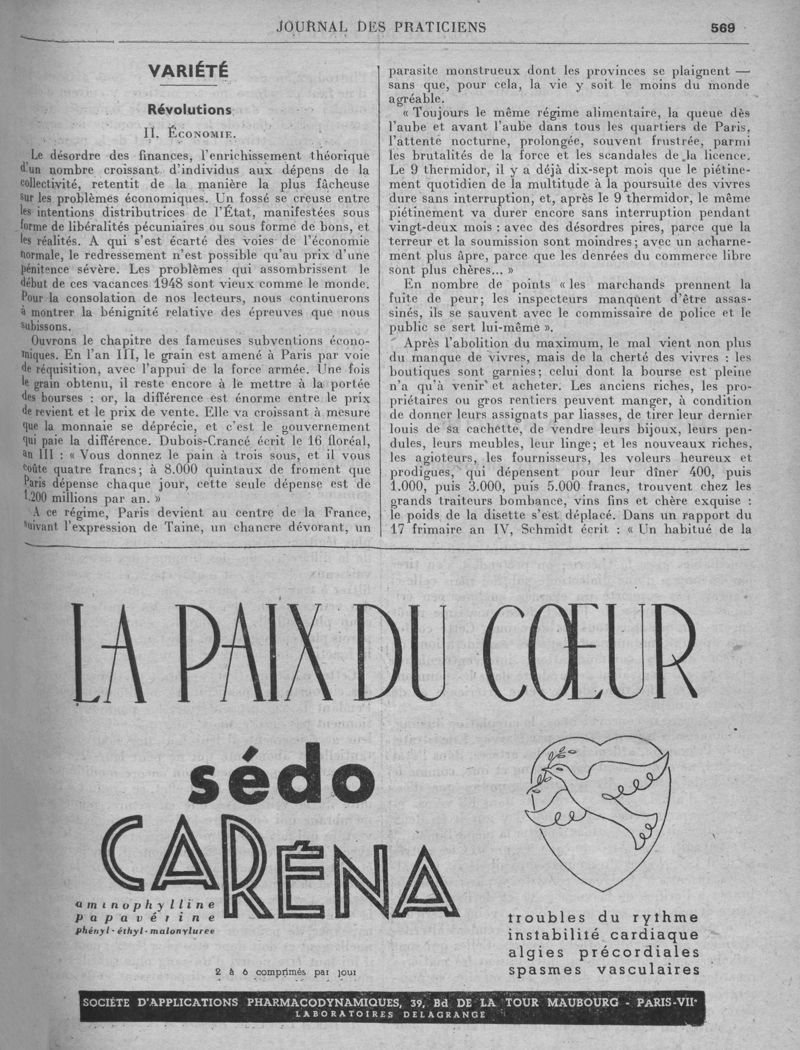 JOURNAL DES PRATICIENS 569
VARIÉTÉ
Révolutions
II. ÉCONOMIE.
Le désordre des finances, l'enrichissement théorique
d'un nombre croissant d'individus aux dépens de la
collectivité, retentit de la manière la plus fâcheuse
sur les problèmes économiques. Un fossé se creuse entre
les intentions distributrices de l'État, manifestées sous
forme de libéralités pécuniaires ou sous forme de bons, et
les réalités. A qui s'est écarté des voies de l'économie
normale, le redressement n'est possible qu'au prix d'une
pénitence sévère. Les problèmes qui assombrissent le
début de ces vacances 1948 sont vieux comme le monde.
Pour la consolation de nos lecteurs, nous continuerons
à montrer la bénignité relative des épreuves que nous
subissons.
Ouvrons le chapitre des fameuses subventions écono-
miques. En l'an III, le grain est amené à Paris par voie
de réquisition, avec l'appui de la force armée. Une fois
le grain obtenu, il reste encore à le mettre à la portée
des bourses : or, la différence est énorme entre le prix
de revient et le prix de vente. Elle va croissant à mesure
que la monnaie se déprécie, et c'est le gouvernement
qui paie la différence. Dubois-Crancé écrit le 16 floréal,
an III : « Vous donnez le pain à trois sous, et il vous
coûte quatre francs ; à 8.000 quintaux de froment que
Paris dépense chaque jour, cette seule dépense est de
1.200 millions par an. »
A ce régime, Paris devient au centre de la France,
suivant l'expression de Taine, un chancre dévorant, un
parasite monstrueux dont les provinces se plaignent —
sans que, pour cela, la vie y soit le moins du monde
agréable.
« Toujours le même régime alimentaire, la queue dès
l'aube et avant l'aube dans tous les quartiers de Paris,
l'attente nocturne, prolongée, souvent frustrée, parmi
les brutalités de la force et les scandales de la licence.
Le 9 thermidor, il y a déjà dix-sept mois que le piétine-
ment quotidien de la multitude à la poursuite des vivres
dure sans interruption, et, après le 9 thermidor, le même
piétinement va durer encore sans interruption pendant
vingt-deux mois : avec des désordres pires, parce que la
terreur et la soumission sont moindres ; avec un acharne-
ment plus âpre, parce que les denrées du commerce libre
sont plus chères... »
En nombre de points « les marchands prennent la
fuite de peur ; les inspecteurs manquent d'être assas-
sinés, ils se sauvent avec le commissaire de police et le
public se sert lui-même ».
Après l'abolition du maximum, le mal vient non plus
du manque de vivres, mais de la cherté des vivres : les
boutiques sont garnies ; celui dont la bourse est pleine
n'a qu'à venir et acheter. Les anciens riches, les pro-
priétaires ou gros rentiers peuvent manger, à condition
de donner leurs assignats par liasses, de tirer leur dernier
louis de sa cachette, de vendre leurs bijoux, leurs pen-
dules, leurs meubles, leur linge ; et les nouveaux riches,
les agioteurs, les fournisseurs, les voleurs heureux et
prodigues, qui dépensent pour leur dîner 400, puis
1.000, puis 3.000, puis 5.000 francs, trouvent chez les
grands traiteurs bombance, vins fins et chère exquise :
le poids de la disette s'est déplacé. Dans un rapport du
17 frimaire an IV, Schmidt écrit : « Un habitué de la
LA PAIX DU CŒUR
sédo
CARÉNA
aminophylline
papavérine
phényl-éthyl-malonylurée
2 à 6 comprimés par jour
troubles du rythme
instabilité cardiaque
algies précordiales
spasmes vasculaires
SOCIÉTÉ D'APPLICATIONS PHARMACODYNAMIQUES, 39, Bd DE LA TOUR MAUBOURG - PARIS-VIIe
LABORATOIRES DELAGRANGE